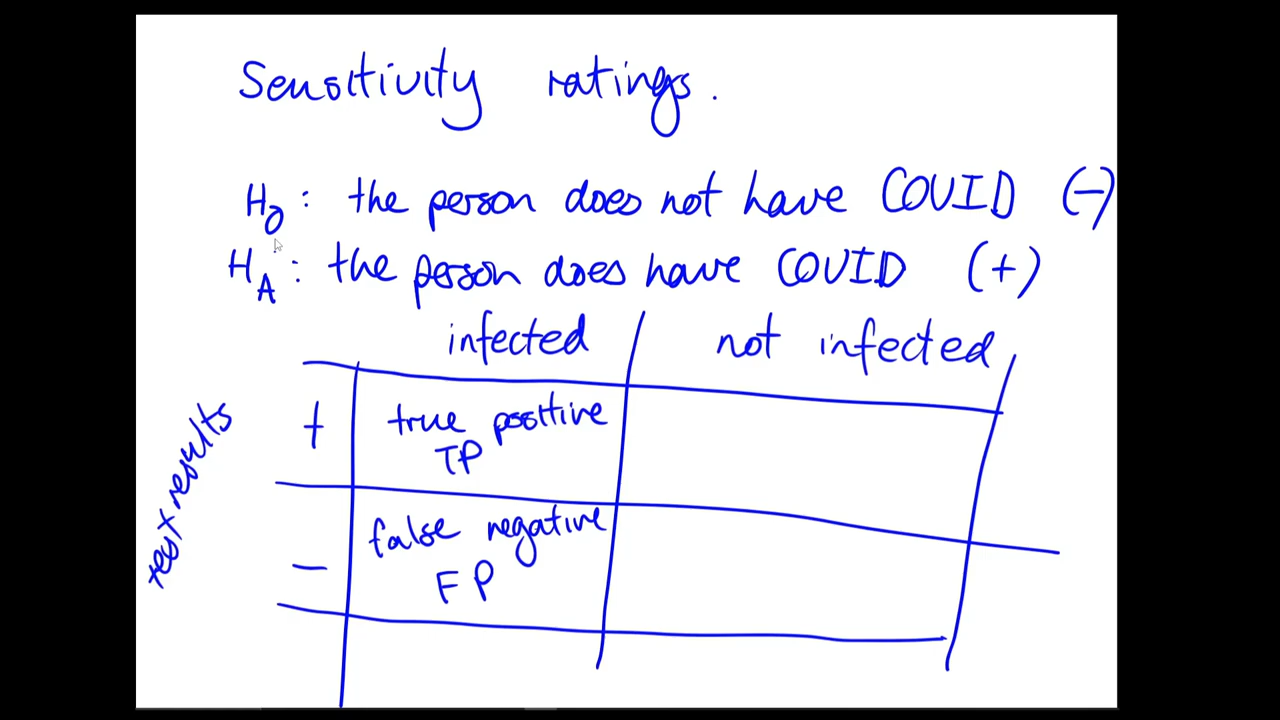 Sensitivity ratings.
H0: the person does not have COVID (-)
HA: the person does have COVID (+)
infected not infected
test results
+ true positive
TP
- false negative
FP